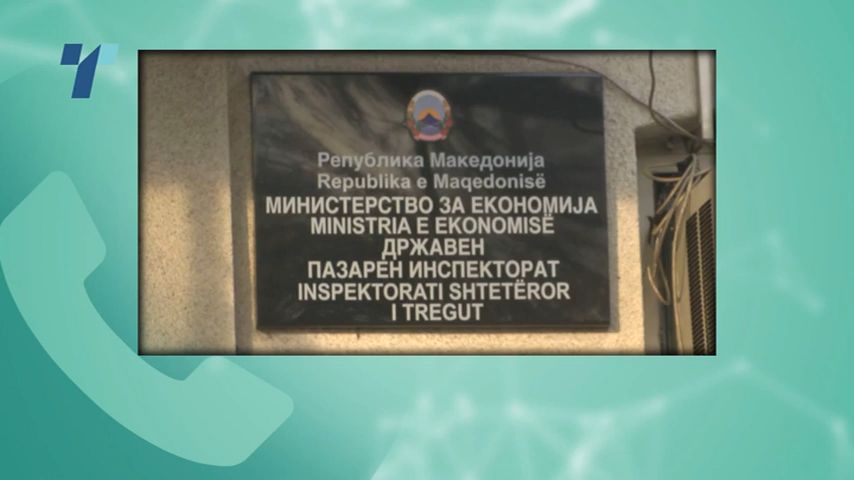 Република Македонија
Republika e Maqedonisë
МИНИСТЕРСТВО ЗА ЕКОНОМИЈА
MINISTRIA E EKONOMISË
ДРЖАВЕН
ПАЗАРЕН ИНСПЕКТОРАТ
INSPEKTORATI SHTETËROR
I TREGUT